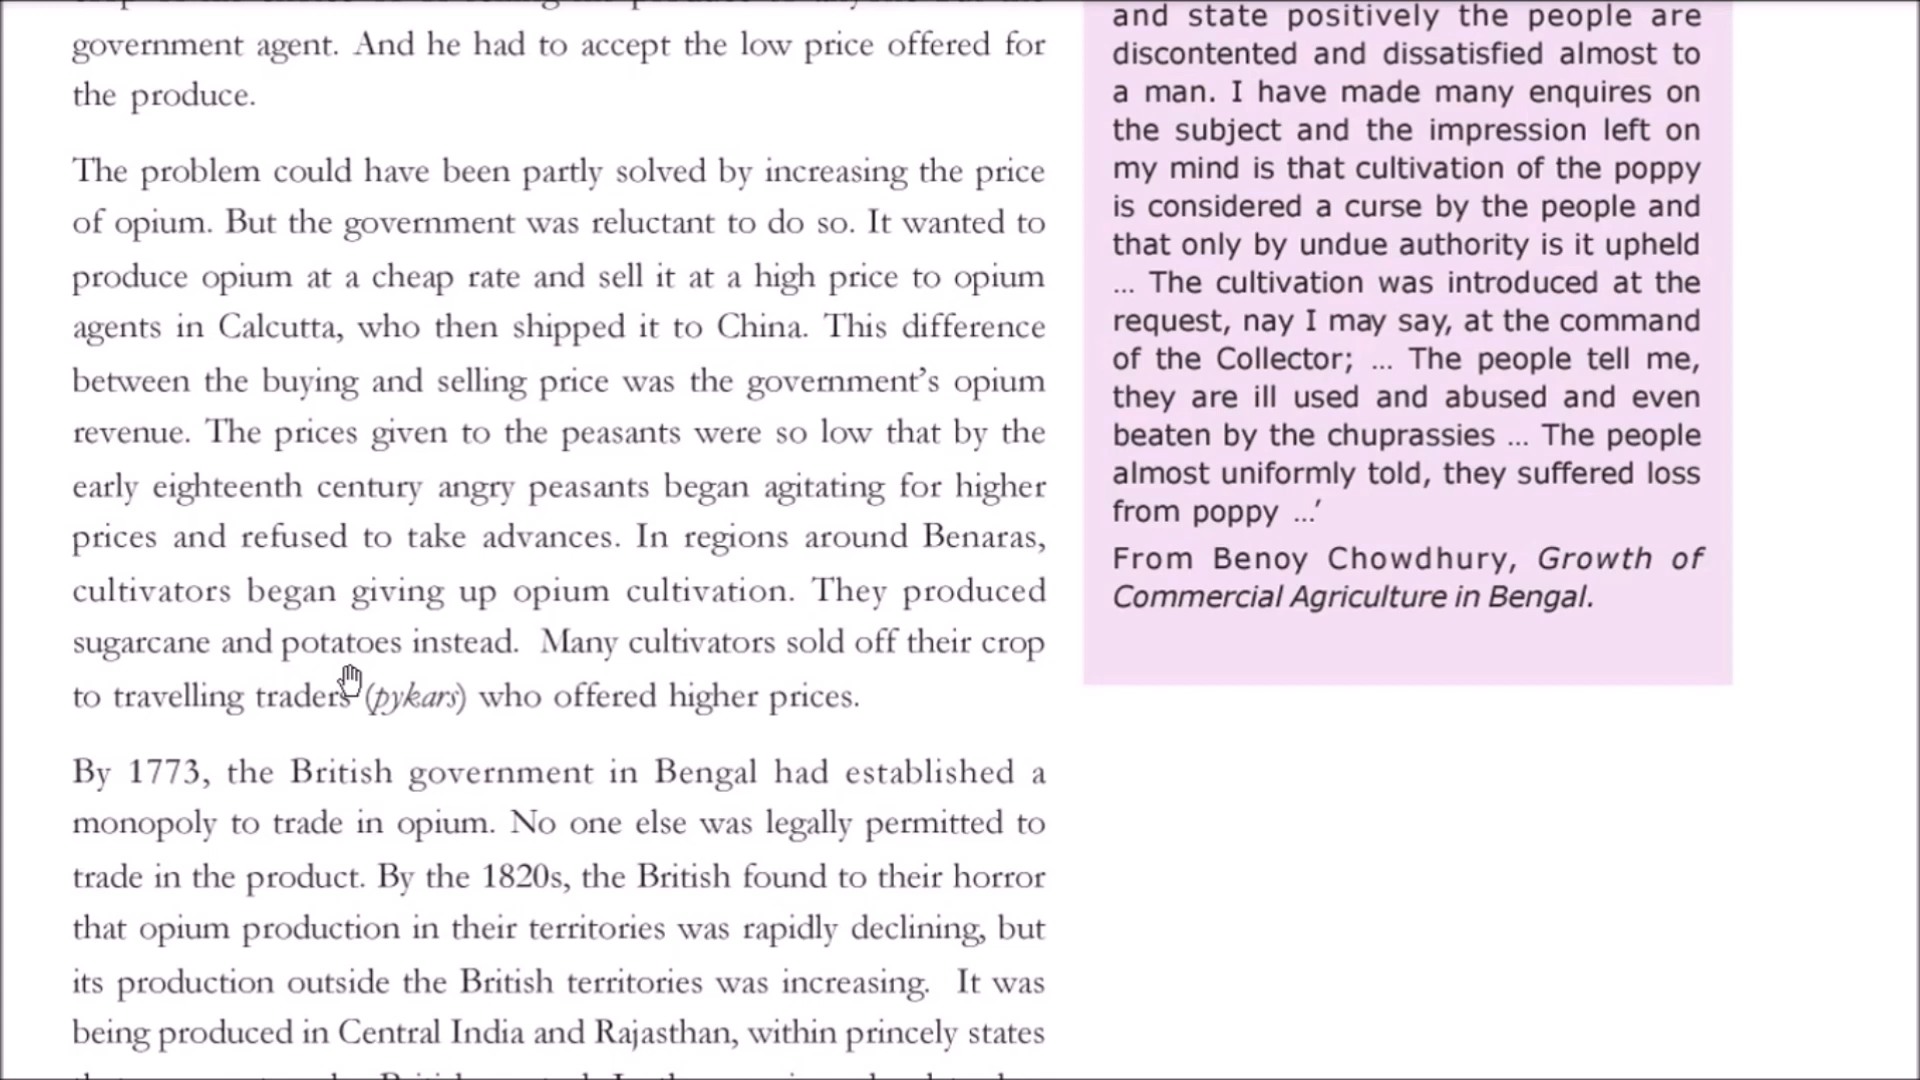 government agent. And he had to accept the low price offered for
the produce.
The problem could have been partly solved by increasing the price
of opium. But the government was reluctant to do so. It wanted to
produce opium at a cheap rate and sell it at a high price to opium
agents in Calcutta, who then shipped it to China. This difference
between the buying and selling price was the government’s opium
revenue. The prices given to the peasants were so low that by the
early eighteenth century angry peasants began agitating for higher
prices and refused to take advances. In regions around Benaras,
cultivators began giving up opium cultivation. They produced
sugarcane and potatoes instead. Many cultivators sold off their crop
to travelling traders (pykars) who offered higher prices.
By 1773, the British government in Bengal had established a
monopoly to trade in opium. No one else was legally permitted to
trade in the product. By the 1820s, the British found to their horror
that opium production in their territories was rapidly declining, but
its production outside the British territories was increasing. It was
being produced in Central India and Rajasthan, within princely states
and state positively the people are
discontented and dissatisfied almost to
a man. I have made many enquires on
the subject and the impression left on
my mind is that cultivation of the poppy
is considered a curse by the people and
that only by undue authority is it upheld
... The cultivation was introduced at the
request, nay I may say, at the command
of the Collector; ... The people tell me,
they are ill used and abused and even
beaten by the chuprassies ... The people
almost uniformly told, they suffered loss
from poppy ...’
From Benoy Chowdhury, Growth of
Commercial Agriculture in Bengal.